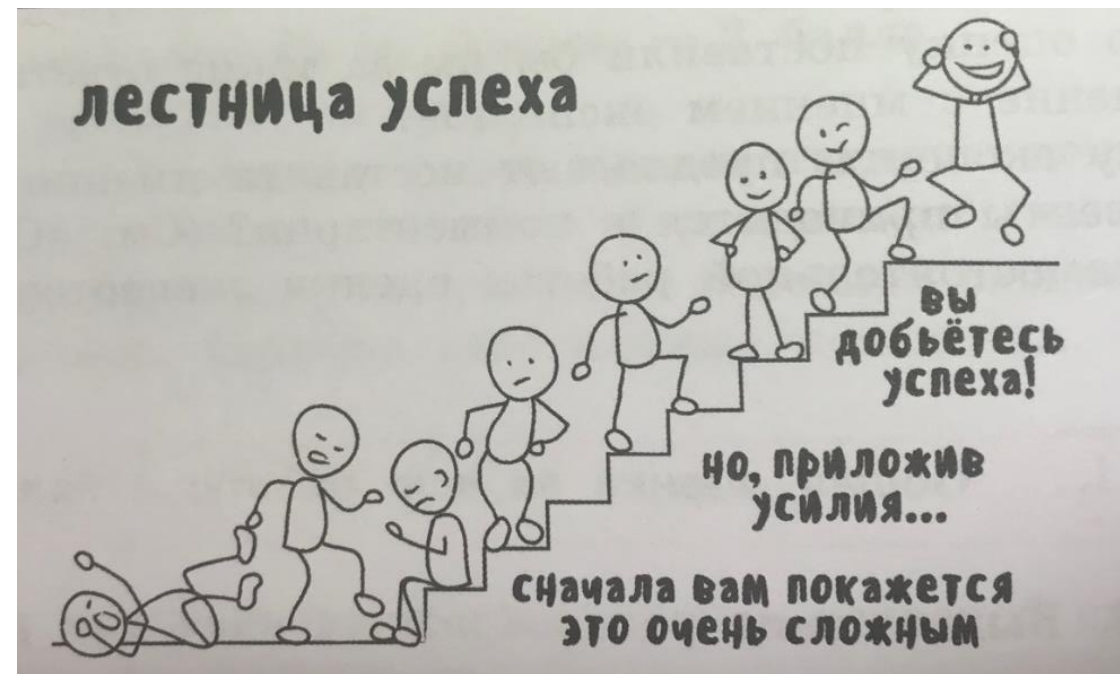 лестница успеха
вы
добьётесь
успеха!
но, приложив
усилия...
сначала вам покажется
это очень сложным